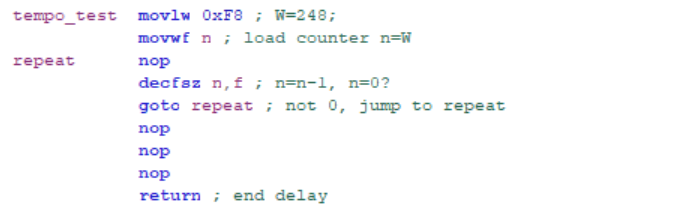 tempo_test movlw 0xF8 ; W=248;
movwf n ; load counter n=W
repeat nop
decfsz n,f ; n=n-1, n=0?
goto repeat ; not 0, jump to repeat
nop
nop
nop
return ; end delay